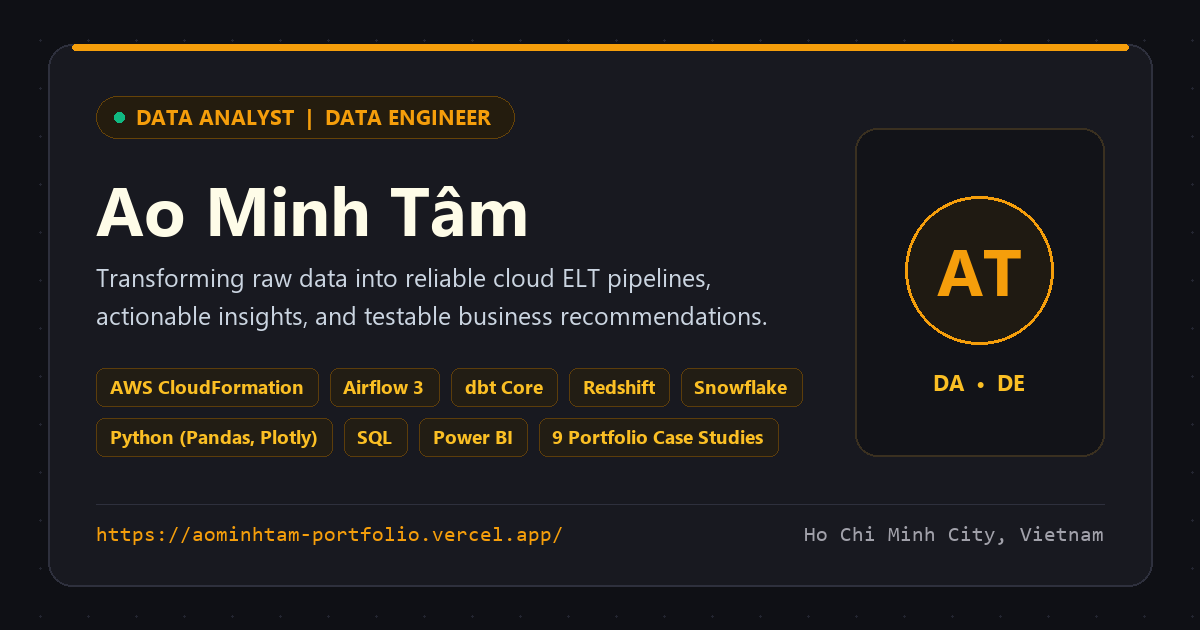 DATA ANALYST | DATA ENGINEER
Ao Minh Tâm
Transforming raw data into reliable cloud ELT pipelines,
actionable insights, and testable business recommendations.
AWS CloudFormation Airflow 3 dbt Core Redshift Snowflake
Python (Pandas, Plotly) SQL Power BI 9 Portfolio Case Studies
AT
DA • DE
https://aominhtam-portfolio.vercel.app/
Ho Chi Minh City, Vietnam